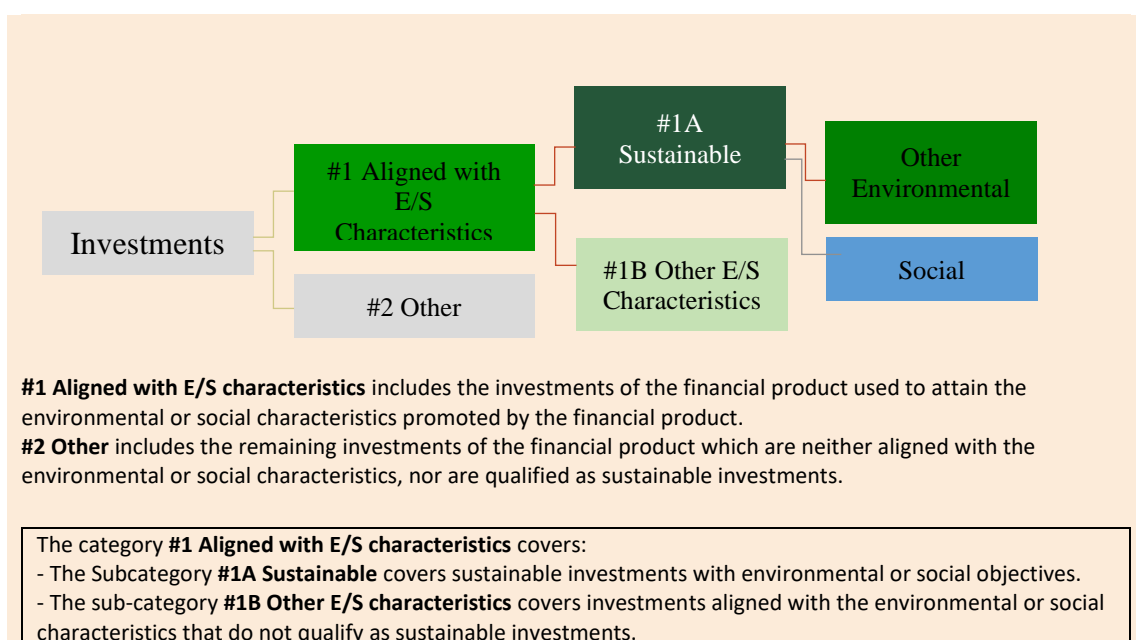 #1A
Sustainable
Other
Environmental
#1 Aligned with
E/S
Characteristics
Investments
#1B Other E/S
Characteristics
Social
#2 Other
#1 Aligned with E/S characteristics includes the investments of the financial product used to attain the
environmental or social characteristics promoted by the financial product.
#2 Other includes the remaining investments of the financial product which are neither aligned with the
environmental or social characteristics, nor are qualified as sustainable investments.
The category #1 Aligned with E/S characteristics covers:
- The Subcategory #1A Sustainable covers sustainable investments with environmental or social objectives.
- The sub-category #1B Other E/S characteristics covers investments aligned with the environmental or social
characteristics that do not qualify as sustainable investments.